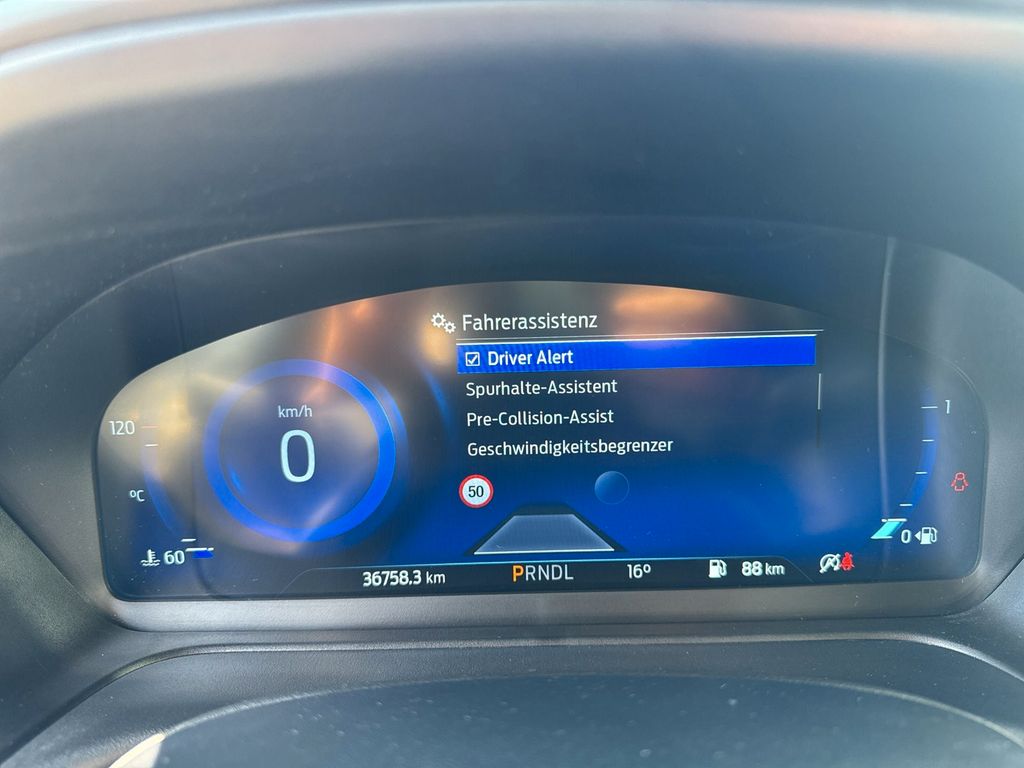 Fahrerassistenz
Driver Alert
Spurhalte-Assistent
Pre-Collision-Assist
Geschwindigkeitsbegrenzer
km/h
0
120
°C
60
50
1
0
36758.3 km
PRNDL
16°
88 km